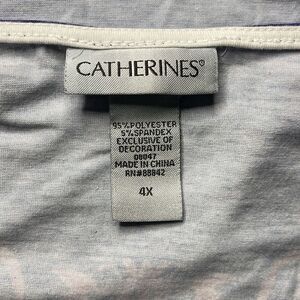 CATHERINES®
95% POLYESTER
5% SPANDEX
EXCLUSIVE OF
DECORATION
08047
MADE IN CHINA
RN#88842
4X